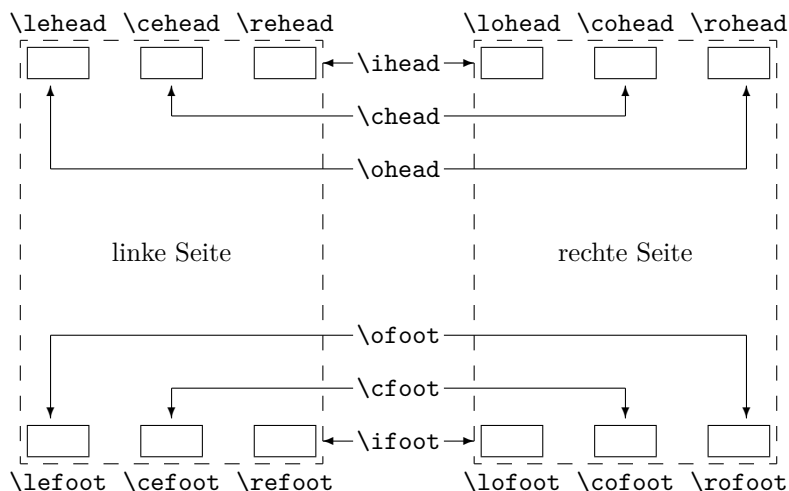 \lehead \cehead \rehead \lohead \cohead \rohead
\ihead
\chead
\ohead
linke Seite rechte Seite
\ofoot
\cfoot
\ifoot
\lefoot \cefoot \refoot \lofoot \cofoot \rofoot